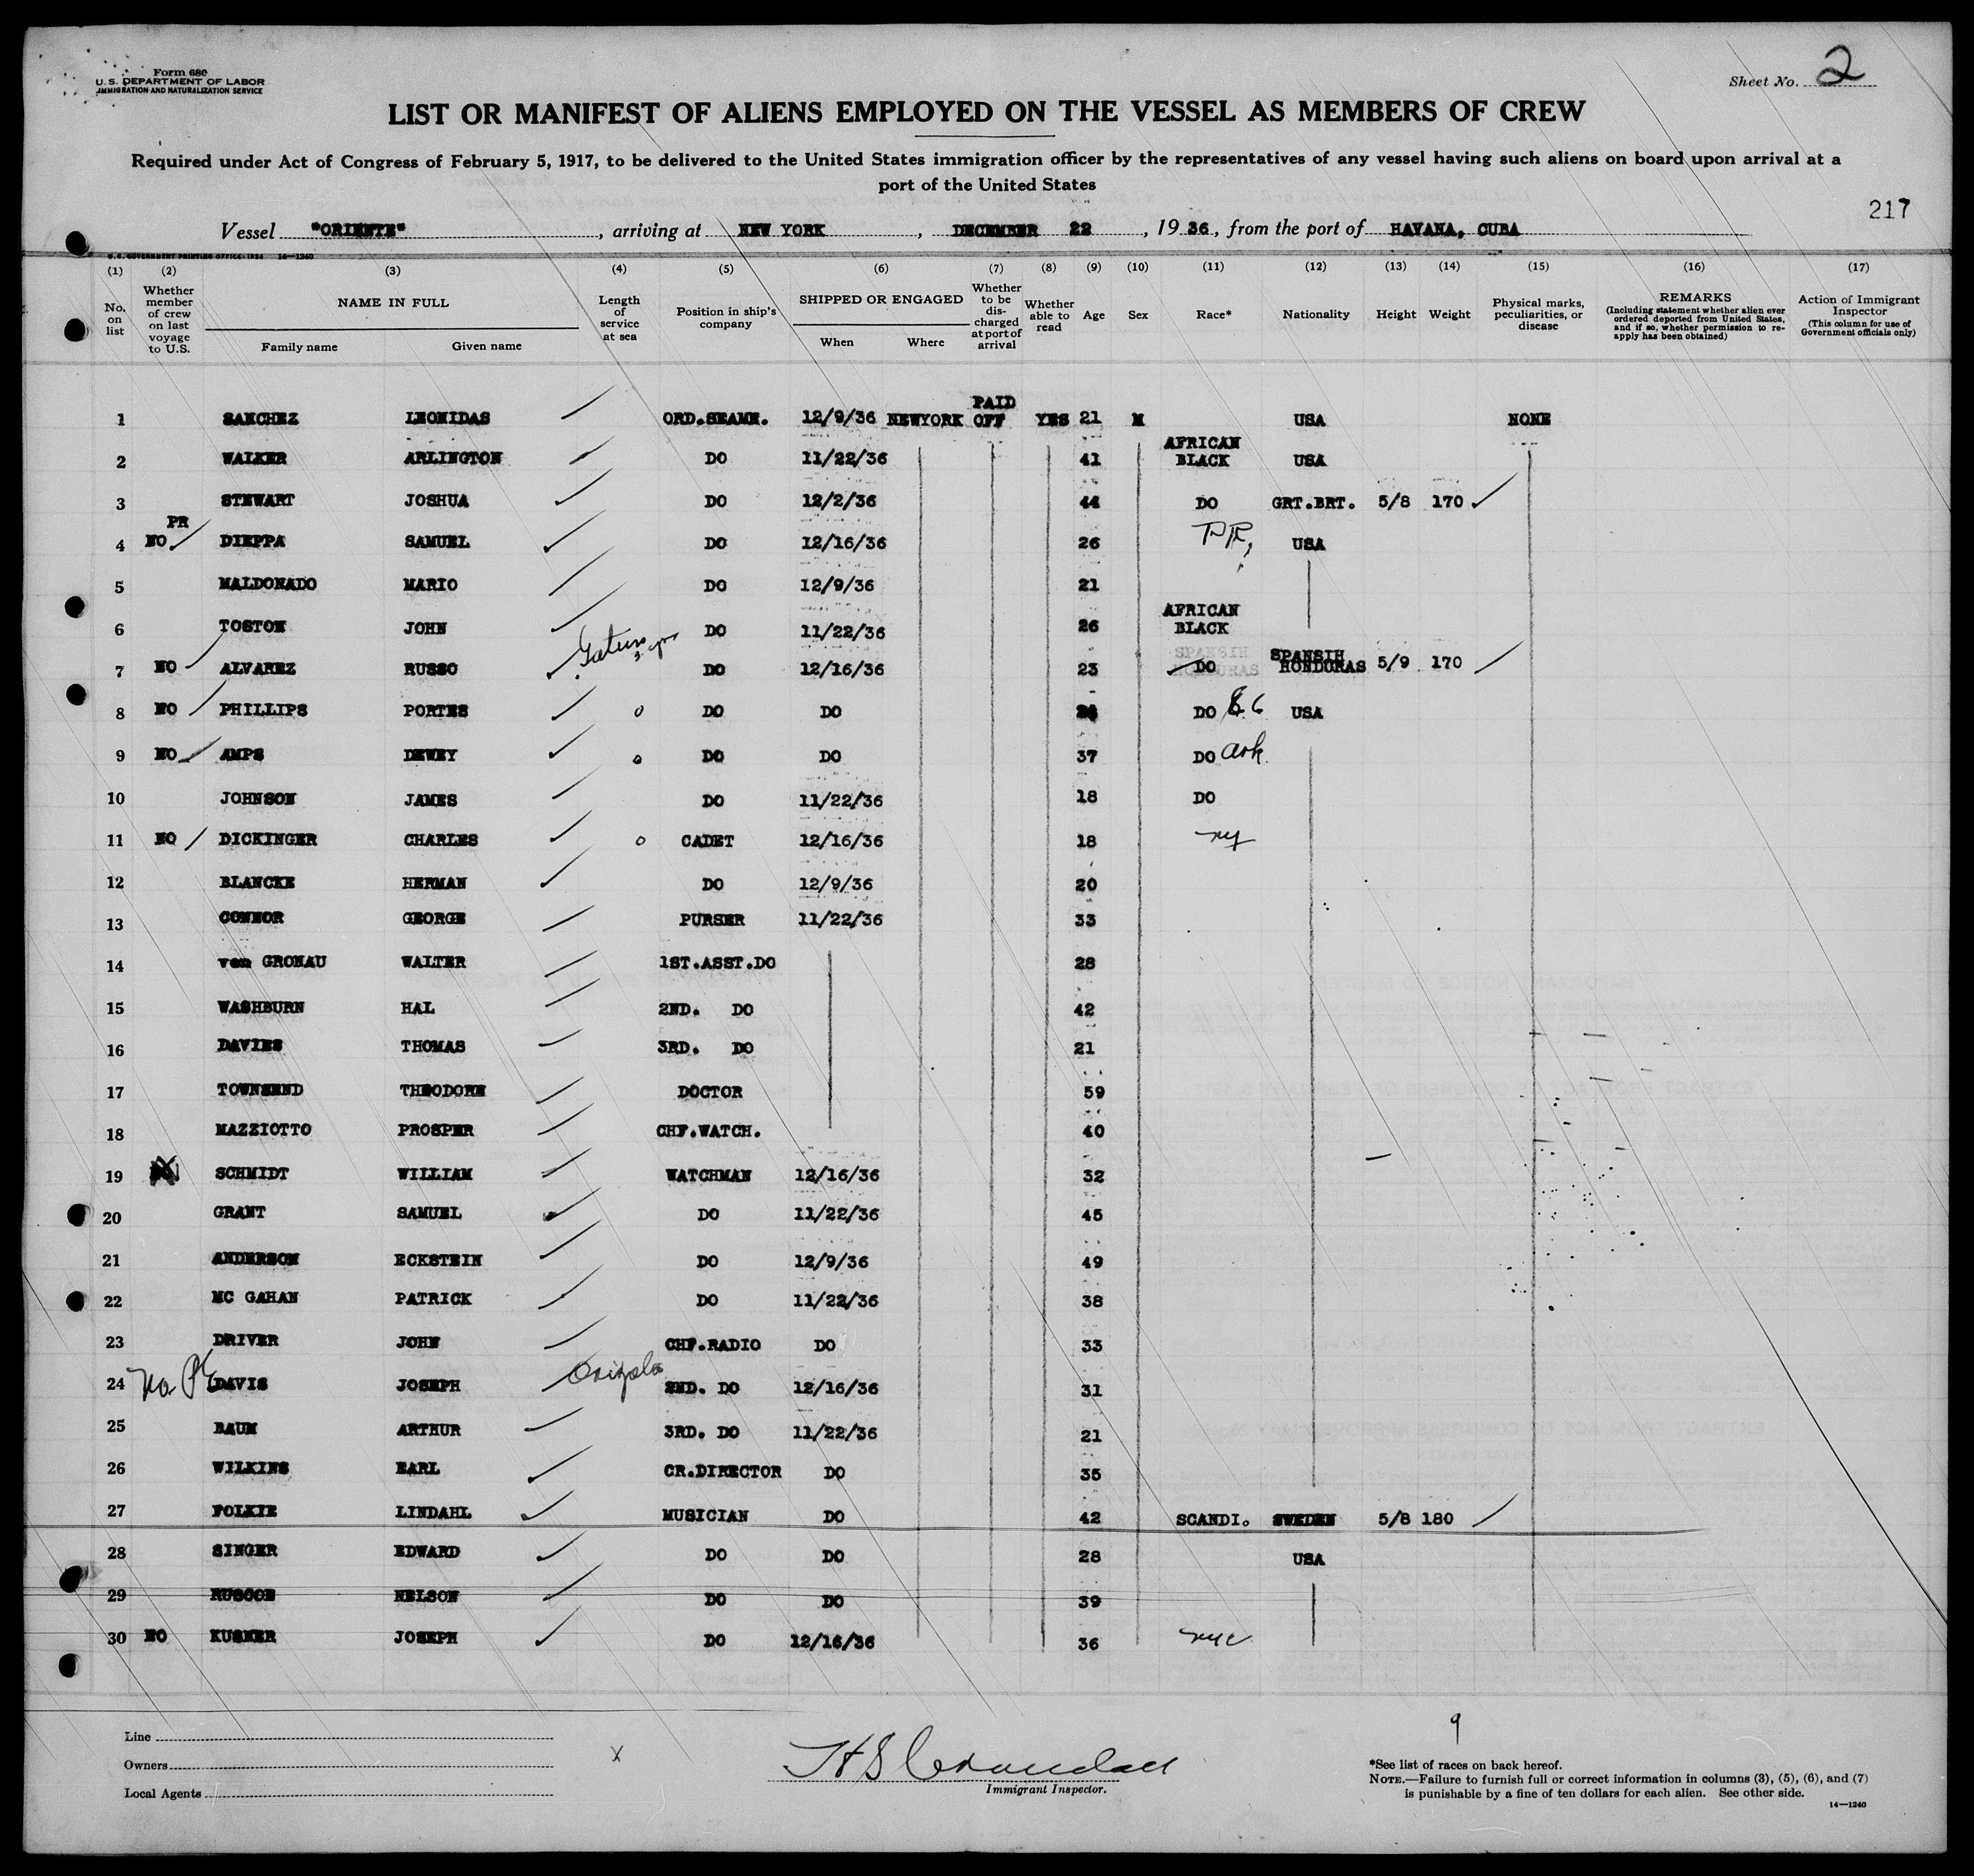 Form 680
U. S. DEPARTMENT OF LABOR
IMMIGRATION AND NATURALIZATION SERVICE
Sheet No. 2
LIST OR MANIFEST OF ALIENS EMPLOYED ON THE VESSEL AS MEMBERS OF CREW
Required under Act of Congress of February 5, 1917, to be delivered to the United States immigration officer by the representatives of any vessel having such aliens on board upon arrival at a
port of the United States
217
Vessel "ORIENTE", arriving at NEW YORK, DECEMBER 22, 1936, from the port of HAVANA, CUBA
U.S. GOVERNMENT PRINTING OFFICE: 1934 14—1240
(1) (2) (3) (4) (5) (6) (7) (8) (9) (10) (11) (12) (13) (14) (15) (16) (17)
No. on list
Whether member of crew on last voyage to U.S.
NAME IN FULL
Family name Given name
Length of service at sea
Position in ship's company
SHIPPED OR ENGAGED
When Where
Whether to be discharged at port of arrival
Whether able to read
Age
Sex
Race*
Nationality
Height
Weight
Physical marks, peculiarities, or disease
REMARKS
(Including statement whether alien ever ordered deported from United States, and if so, whether permission to re-apply has been obtained)
Action of Immigrant Inspector
(This column for use of Government officials only)
1 SANCHEZ LEONIDAS ORD.SEAMN. 12/9/36 NEWYORK PAID OFF YES 21 M USA NONE
2 WALKER ARLINGTON DO 11/22/36 41 AFRICAN BLACK USA
3 STEWART JOSHUA DO 12/2/36 44 DO GRT.BRT. 5/8 170
4 NO PR DIEPPA SAMUEL DO 12/16/36 26 PR, USA
5 MALDONADO MARIO DO 12/9/36 21
6 TOSTON JOHN DO 11/22/36 26 AFRICAN BLACK
7 NO ALVAREZ RUSSO DO 12/16/36 23 DO SPANSIH HONDURAS 5/9 170
8 NO PHILLIPS PORTES DO DO DO USA
9 NO AMPS DEWEY DO DO 37 DO ark
10 JOHNSON JAMES DO 11/22/36 18 DO
11 NO DICKINGER CHARLES CADET 12/16/36 18 ny
12 BLANCKE HERMAN DO 12/9/36 20
13 CONNOR GEORGE PURSER 11/22/36 33
14 von GRONAU WALTER 1ST.ASST.DO 28
15 WASHBURN HAL 2ND. DO 42
16 DAVIES THOMAS 3RD. DO 21
17 TOWNSEND THEODORE DOCTOR 59
18 MAZZIOTTO PROSPER CHF.WATCH. 40
19 SCHMIDT WILLIAM WATCHMAN 12/16/36 32
20 GRANT SAMUEL DO 11/22/36 45
21 ANDERSON ECKSTEIN DO 12/9/36 49
22 MC GAHAN PATRICK DO 11/22/36 38
23 DRIVER JOHN CHF.RADIO DO 33
24 No DAVIS JOSEPH Orizaba 2ND. DO 12/16/36 31
25 BAUM ARTHUR 3RD. DO 11/22/36 21
26 WILKINS EARL CR.DIRECTOR DO 35
27 FOLKIE LINDAHL MUSICIAN DO 42 SCANDI. SWEDEN 5/8 180
28 SINGER EDWARD DO DO 28 USA
29 RUSCOE NELSON DO DO 39
30 NO KUSNER JOSEPH DO 12/16/36 36 nyc
Line
Owners
Local Agents
X
Immigrant Inspector.
9
*See list of races on back hereof.
NOTE.—Failure to furnish full or correct information in columns (3), (5), (6), and (7)
is punishable by a fine of ten dollars for each alien. See other side.
14—1240